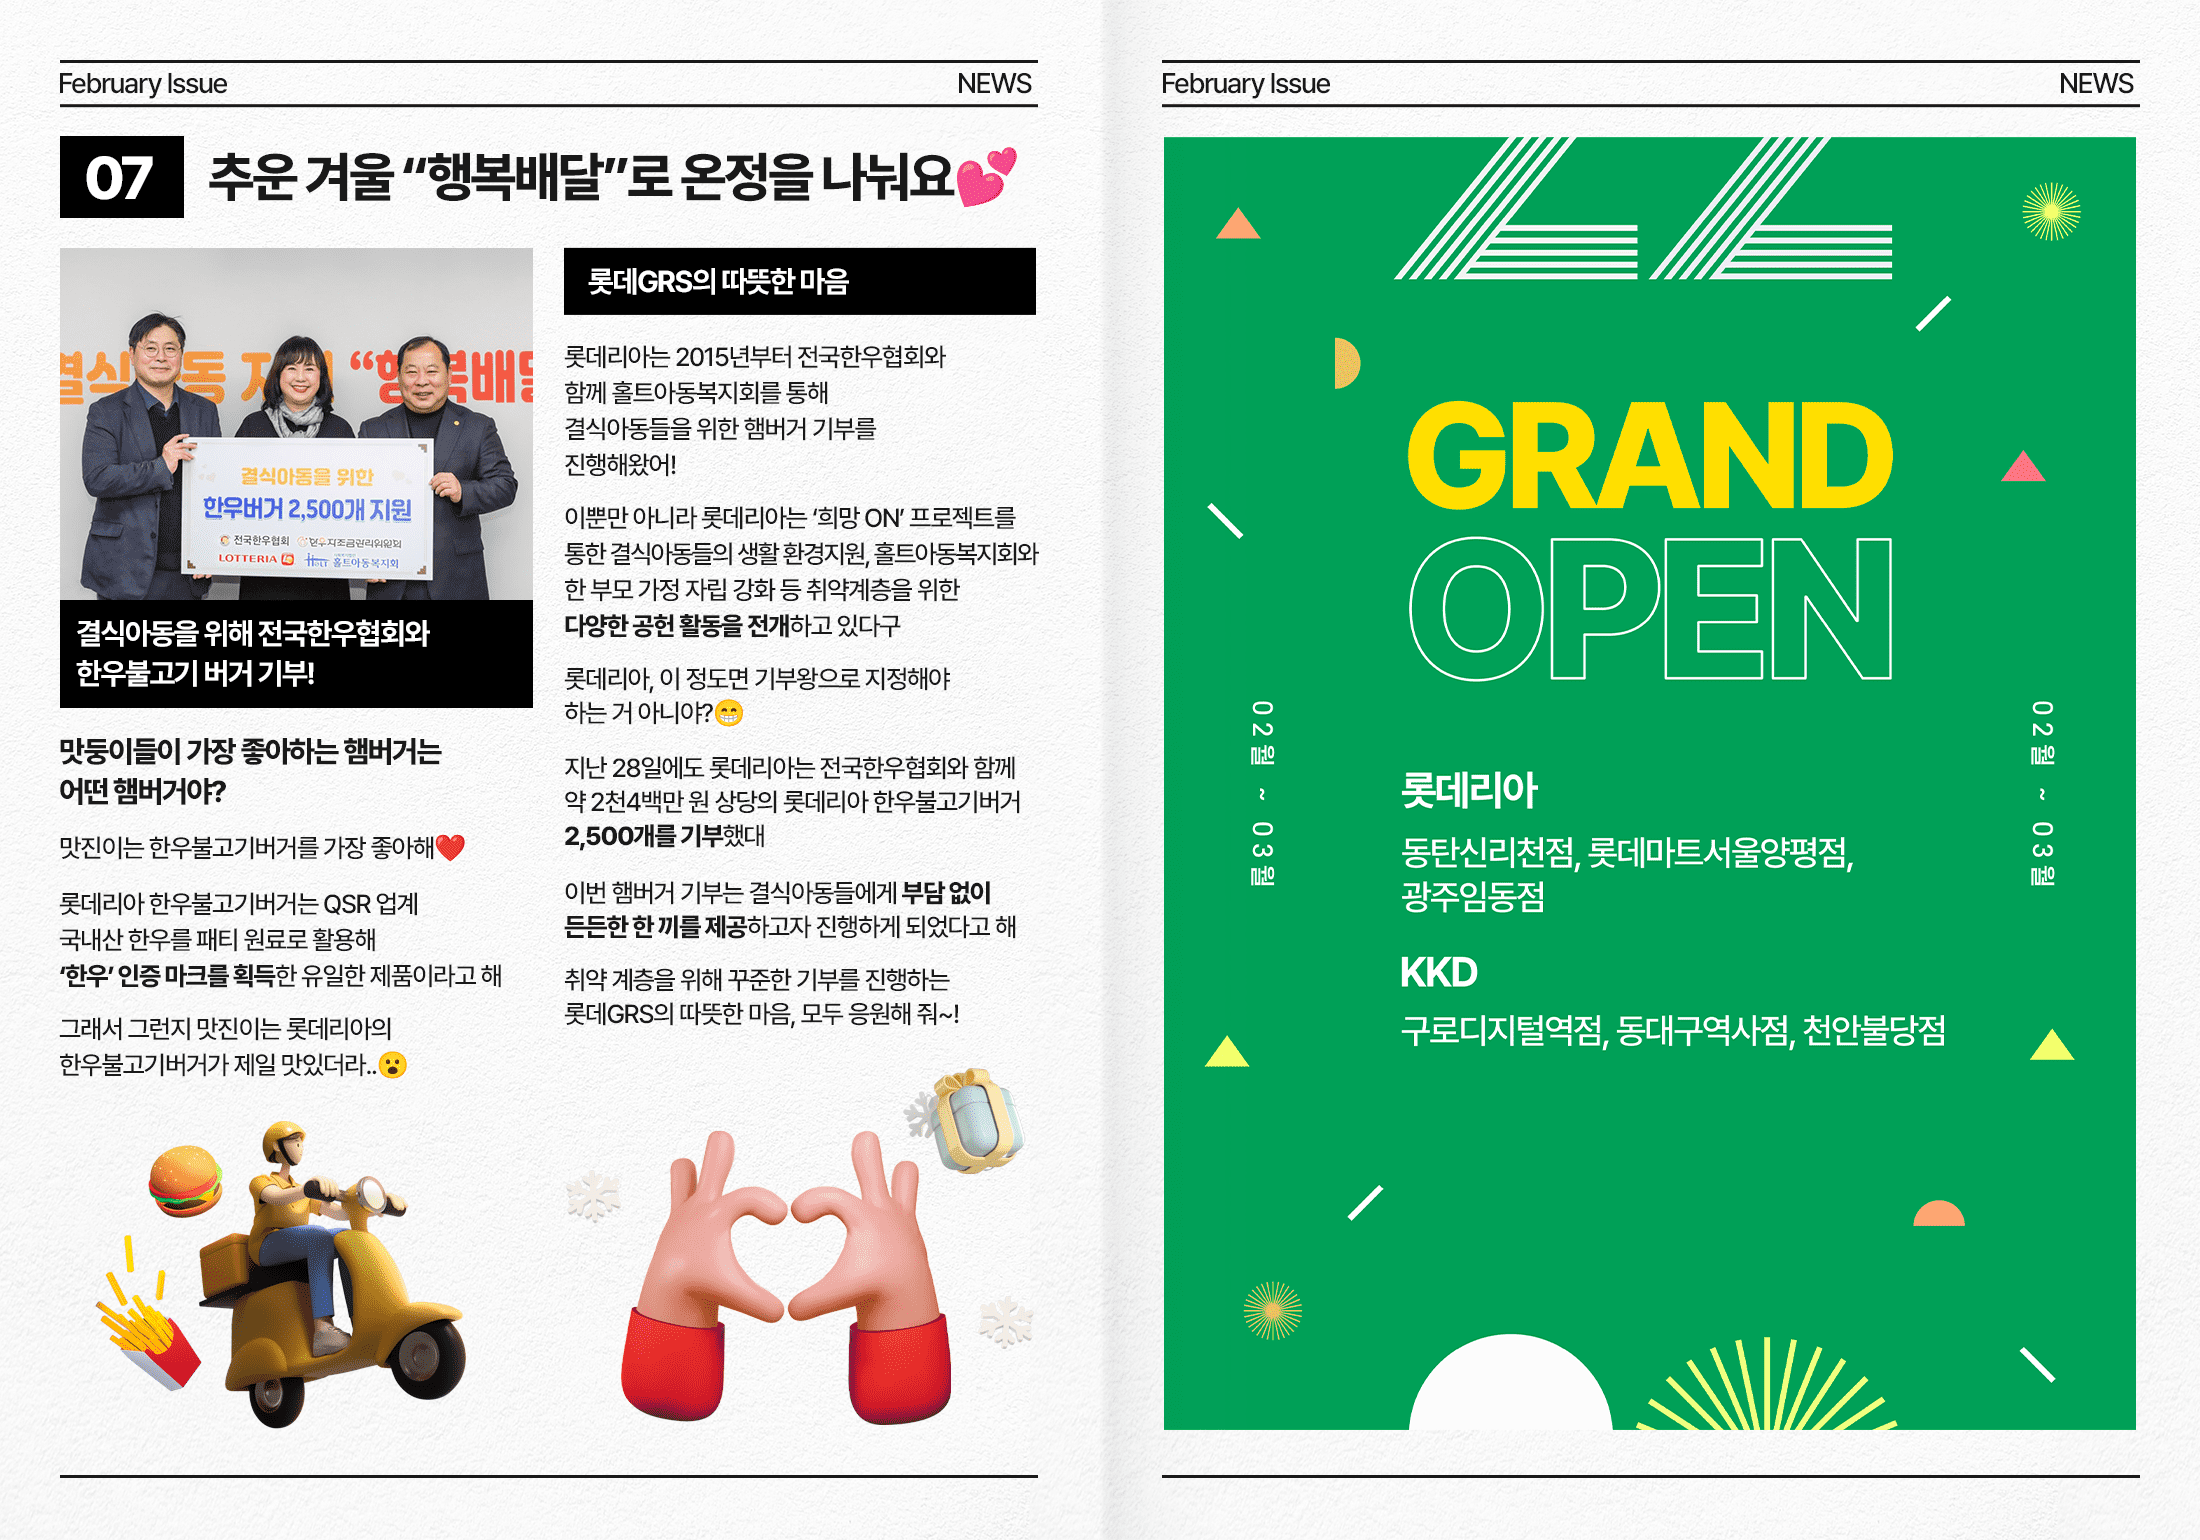 February Issue
NEWS
07
추운 겨울 “행복배달”로 온정을 나눠요
결식아동 지원 “행복배달
결식아동을 위한
한우버거 2,500개 지원
전국한우협회 한우자조금관리위원회
LOTTERIA Holt 홀트아동복지회
결식아동을 위해 전국한우협회와
한우불고기 버거 기부!
맛둥이들이 가장 좋아하는 햄버거는
어떤 햄버거야?
맛진이는 한우불고기버거를 가장 좋아해❤️
롯데리아 한우불고기버거는 QSR 업계
국내산 한우를 패티 원료로 활용해
‘한우’ 인증 마크를 획득한 유일한 제품이라고 해
그래서 그런지 맛진이는 롯데리아의
한우불고기버거가 제일 맛있더라..😮
롯데GRS의 따뜻한 마음
롯데리아는 2015년부터 전국한우협회와
함께 홀트아동복지회를 통해
결식아동들을 위한 햄버거 기부를
진행해왔어!
이뿐만 아니라 롯데리아는 ‘희망 ON’ 프로젝트를
통한 결식아동들의 생활 환경지원, 홀트아동복지회와
한 부모 가정 자립 강화 등 취약계층을 위한
다양한 공헌 활동을 전개하고 있다구
롯데리아, 이 정도면 기부왕으로 지정해야
하는 거 아니야?😁
지난 28일에도 롯데리아는 전국한우협회와 함께
약 2천4백만 원 상당의 롯데리아 한우불고기버거
2,500개를 기부했대
이번 햄버거 기부는 결식아동들에게 부담 없이
든든한 한 끼를 제공하고자 진행하게 되었다고 해
취약 계층을 위해 꾸준한 기부를 진행하는
롯데GRS의 따뜻한 마음, 모두 응원해 줘~!
February Issue
NEWS
GRAND
OPEN
02월 ~ 03월
02월 ~ 03월
롯데리아
동탄신리천점, 롯데마트서울양평점,
광주임동점
KKD
구로디지털역점, 동대구역사점, 천안불당점